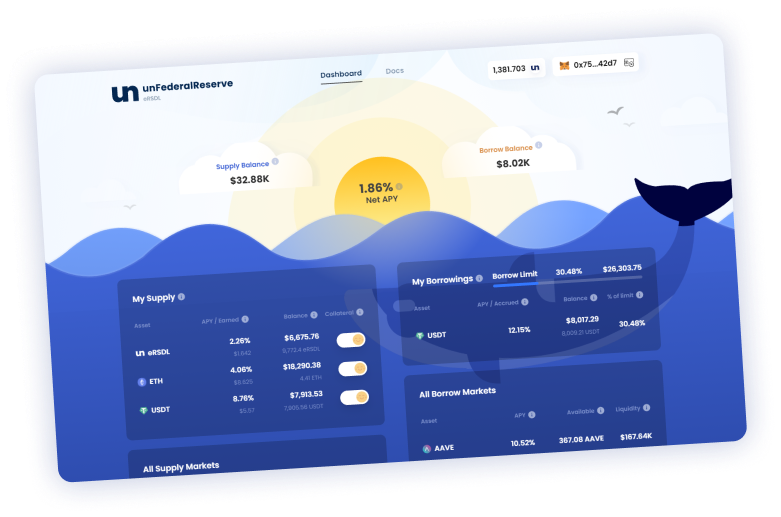 un unFederalReserve
eRSDL
Dashboard Docs
1,381.703 un
0x75...42d7
Supply Balance
$32.88K
1.86%
Net APY
Borrow Balance
$8.02K
My Supply
Asset APY / Earned Balance Collateral
un eRSDL 2.26% $6,675.76
$1,642 9,772.4 eRSDL
ETH 4.06% $18,290.38
$9.625 4.41 ETH
USDT 8.76% $7,913.53
$5.57 USDT
All Supply Markets
My Borrowings Borrow Limit 30.48% $26,303.75
Asset APY / Accrued Balance % of limit
USDT 12.15% $8,017.29 30.48%
8,009.21 USDT
All Borrow Markets
Asset APY Available Liquidity
AAVE 10.52% 367.08 AAVE $167.64K